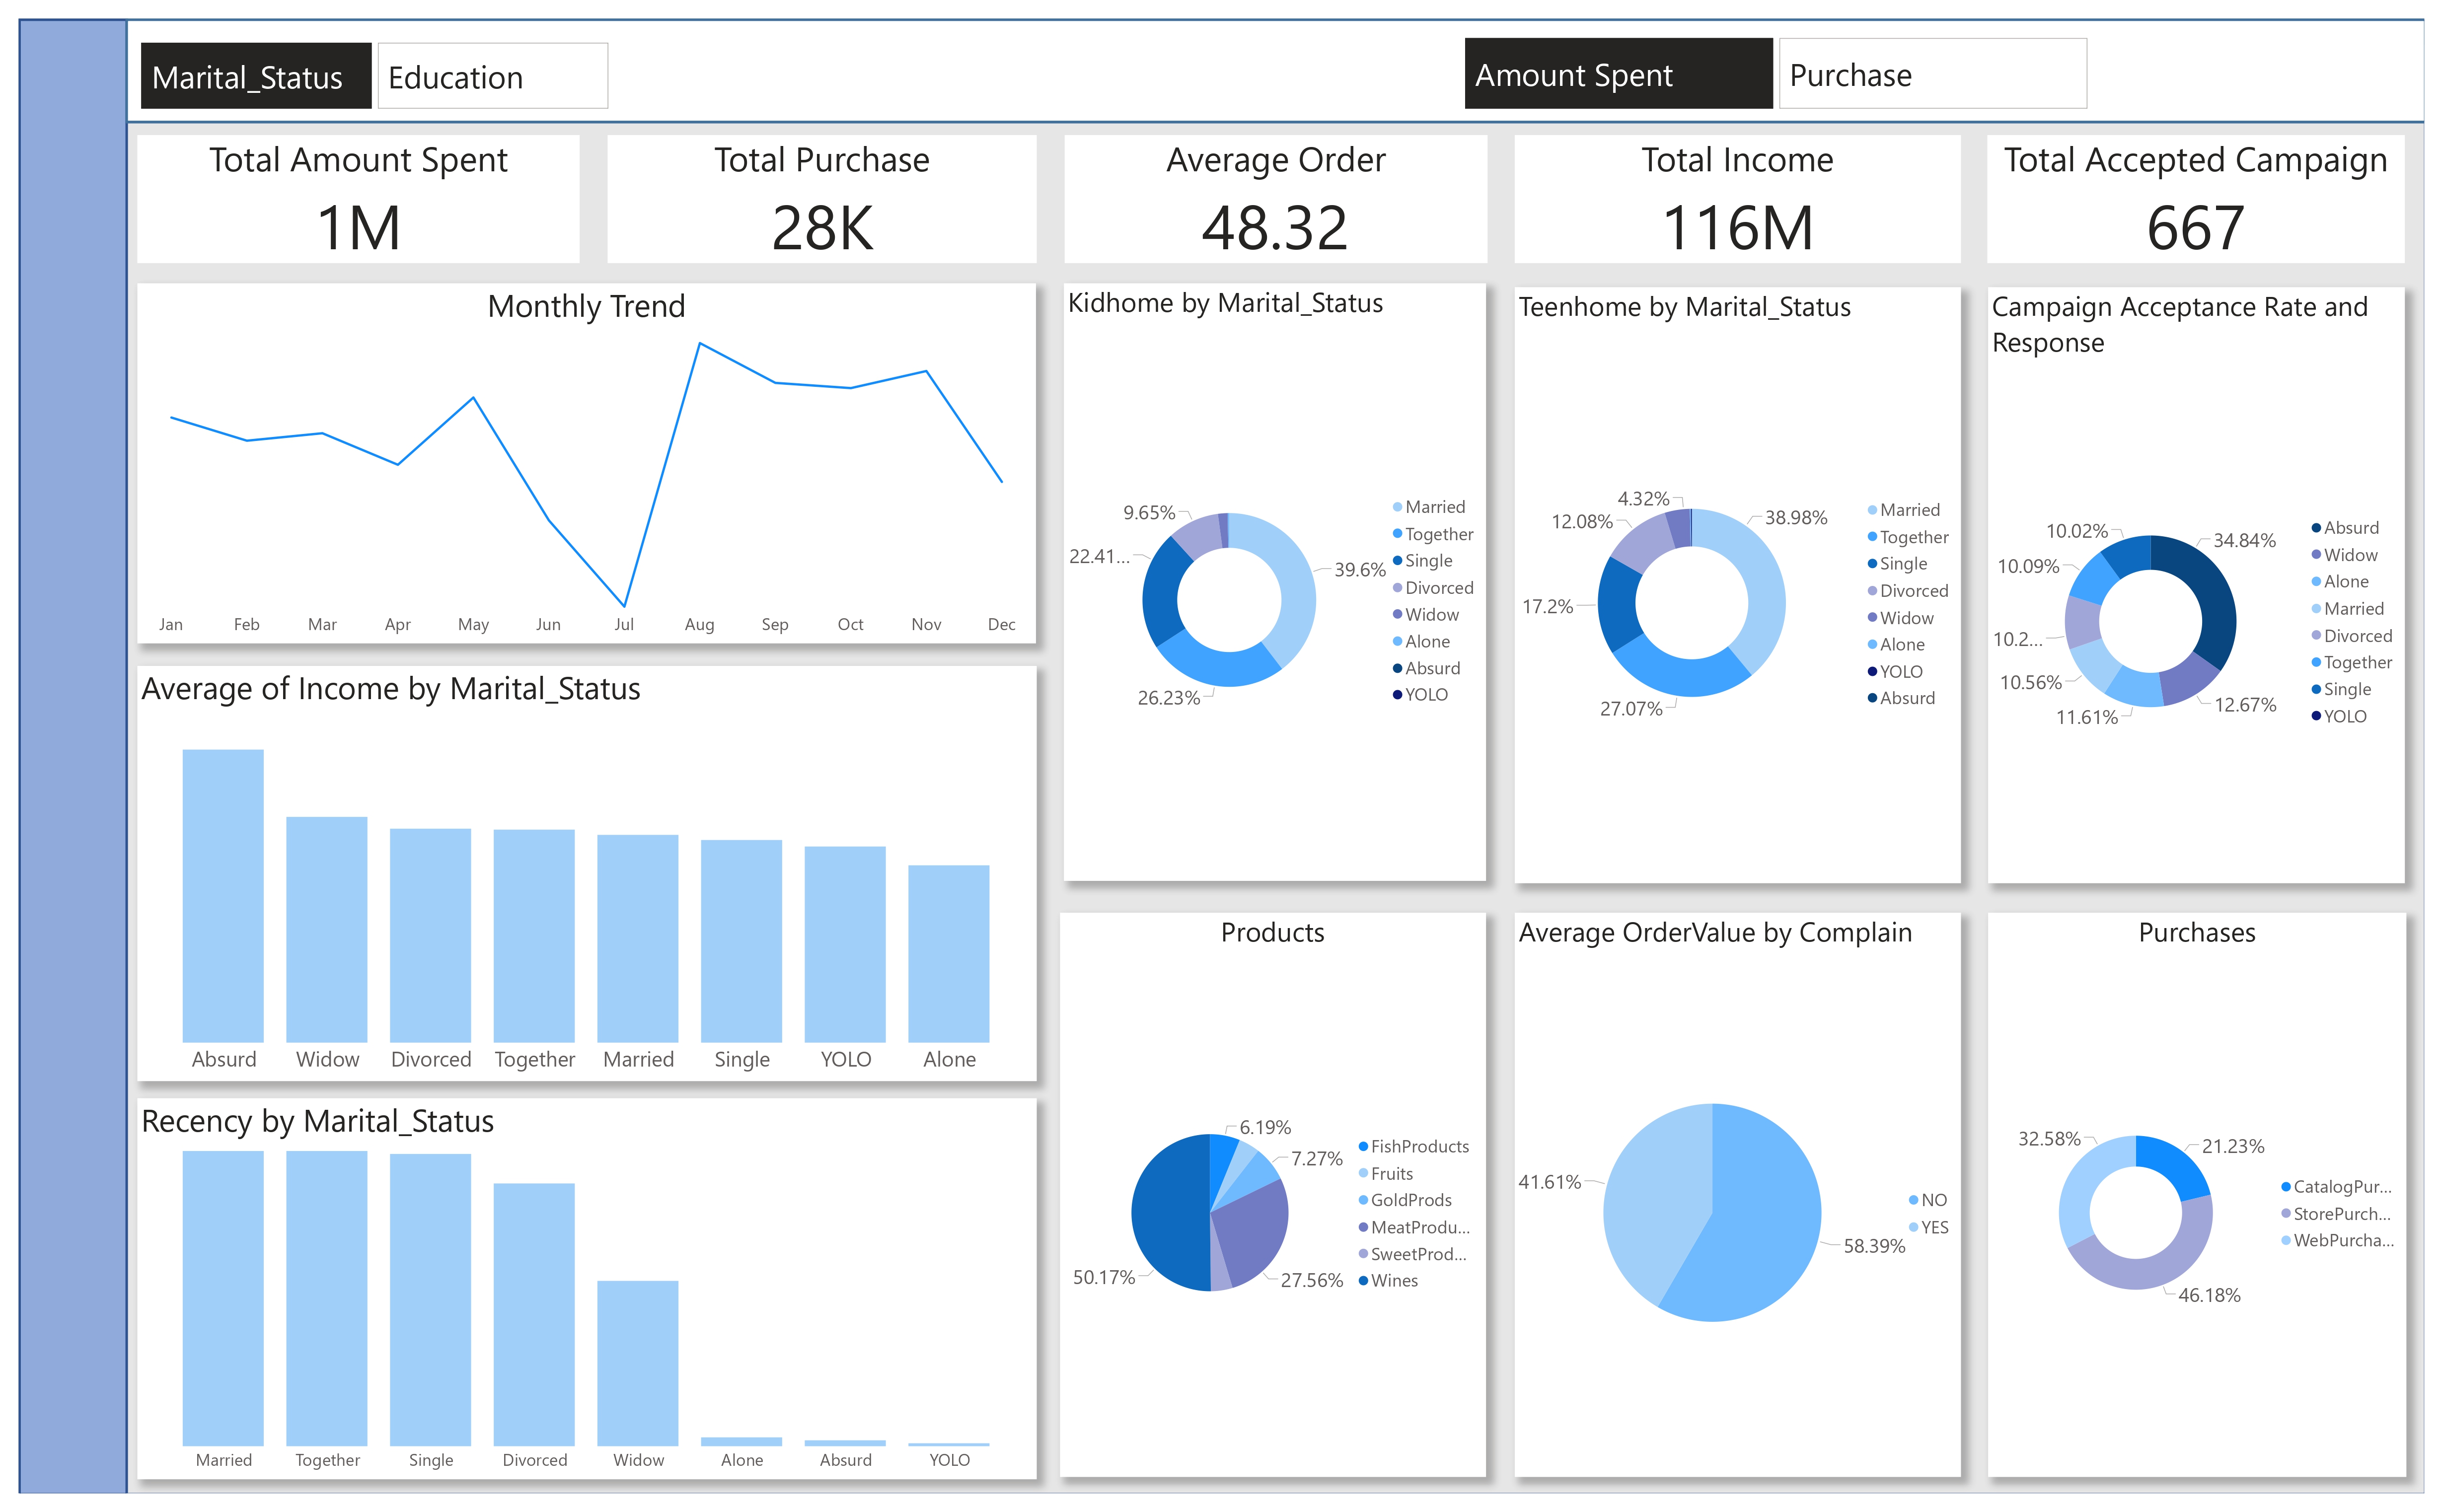 Marital_Status
Education
Amount Spent
Purchase
Total Amount Spent
1M
Total Purchase
28K
Average Order
48.32
Total Income
116M
Total Accepted Campaign
667
Monthly Trend
Jan Feb Mar Apr May Jun Jul Aug Sep Oct Nov Dec
Kidhome by Marital_Status
9.65%
22.41...
39.6%
26.23%
Married
Together
Single
Divorced
Widow
Alone
Absurd
YOLO
Teenhome by Marital_Status
4.32%
12.08%
38.98%
17.2%
27.07%
Married
Together
Single
Divorced
Widow
Alone
YOLO
Absurd
Campaign Acceptance Rate and
Response
10.02%
34.84%
10.09%
10.2...
10.56%
11.61%
12.67%
Absurd
Widow
Alone
Married
Divorced
Together
Single
YOLO
Average of Income by Marital_Status
Absurd Widow Divorced Together Married Single YOLO Alone
Recency by Marital_Status
Married Together Single Divorced Widow Alone Absurd YOLO
Products
6.19%
7.27%
50.17%
27.56%
FishProducts
Fruits
GoldProds
MeatProdu...
SweetProd...
Wines
Average OrderValue by Complain
41.61%
58.39%
NO
YES
Purchases
32.58%
21.23%
46.18%
CatalogPur...
StorePurch...
WebPurcha...